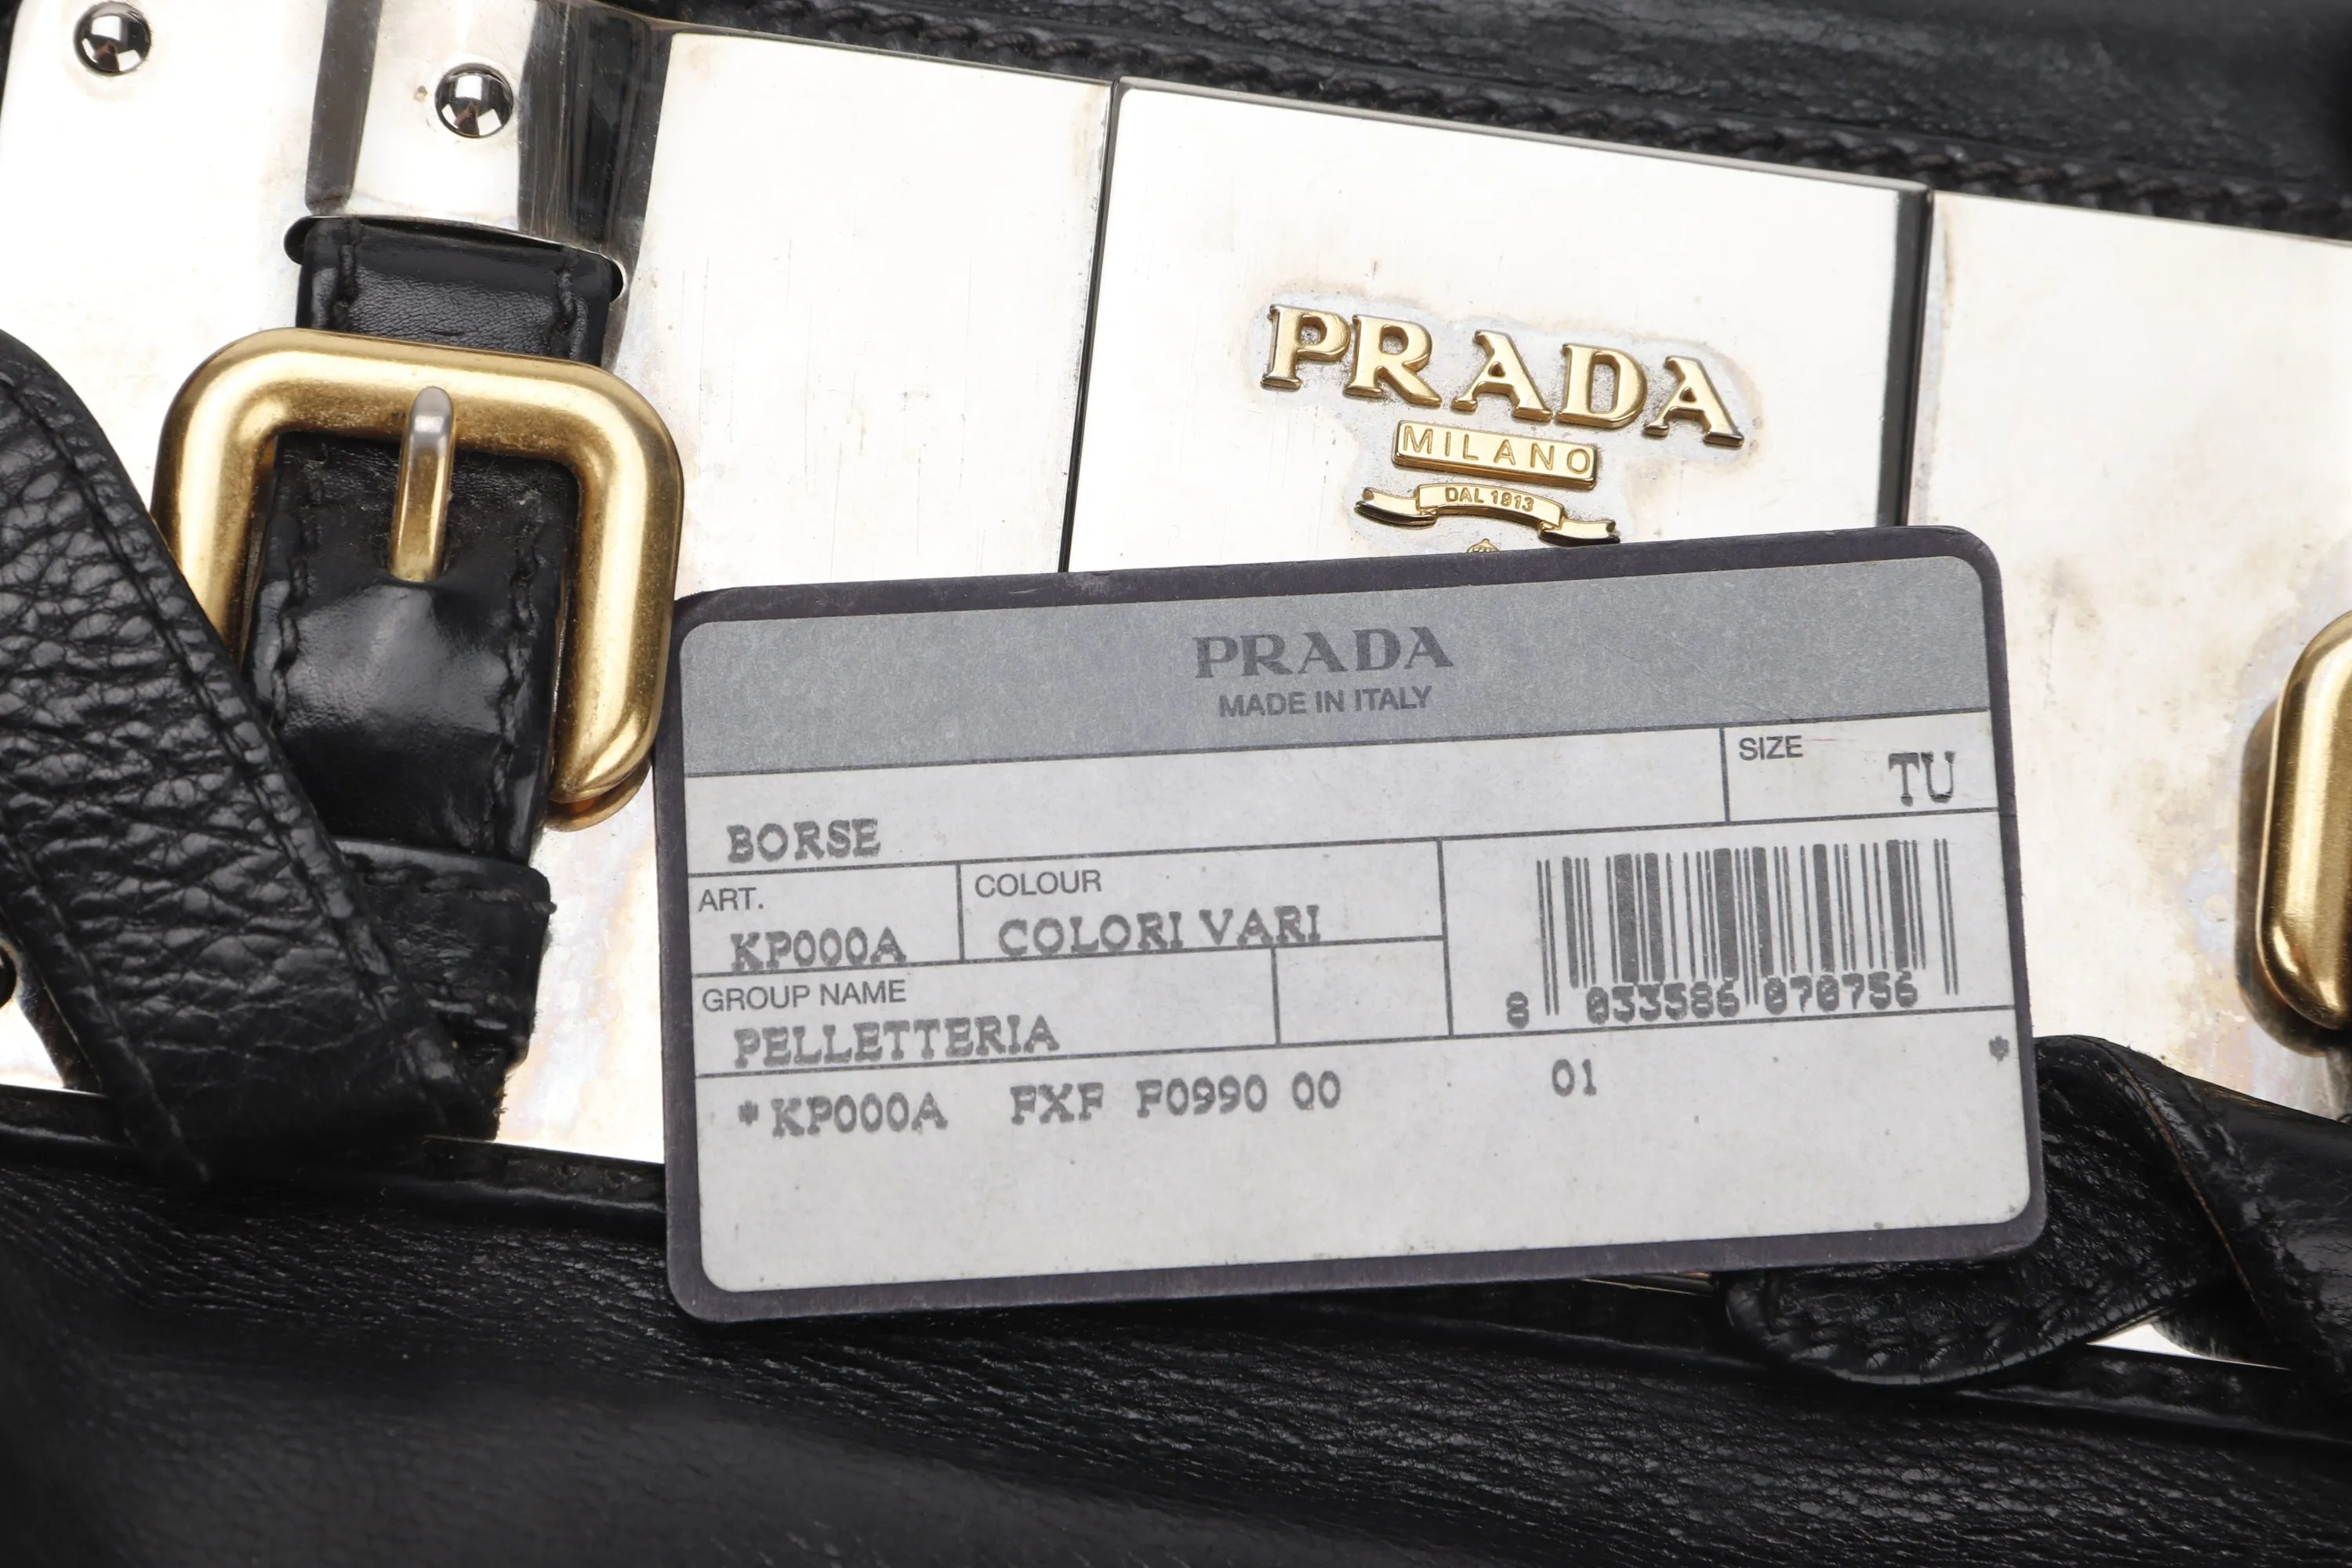 PRADA
MILANO
DAL 1913
PRADA
MADE IN ITALY
SIZE
TU
BORSE
ART.
COLOUR
KP000A
COLORI VARI
GROUP NAME
PELLETTERIA
8 033586 070756
*KP000A FXF F0990 00 01 *